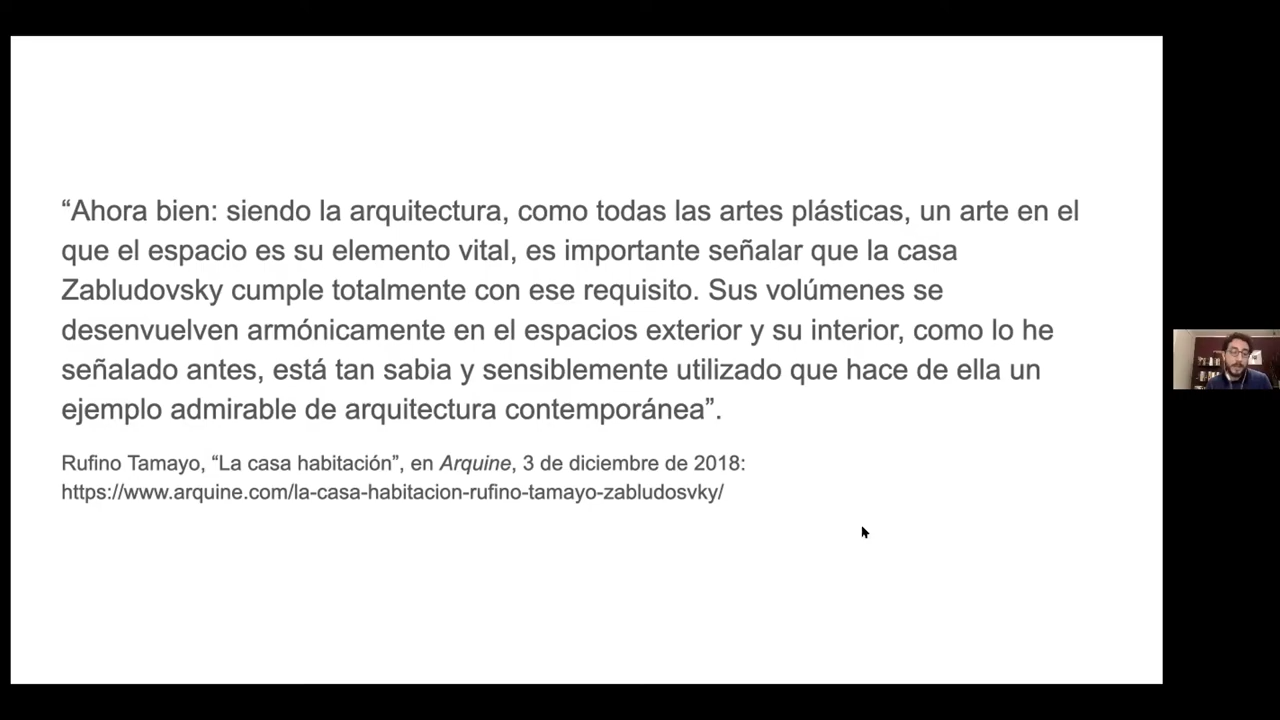 “Ahora bien: siendo la arquitectura, como todas las artes plásticas, un arte en el
que el espacio es su elemento vital, es importante señalar que la casa
Zabludovsky cumple totalmente con ese requisito. Sus volúmenes se
desenvuelven armónicamente en el espacios exterior y su interior, como lo he
señalado antes, está tan sabia y sensiblemente utilizado que hace de ella un
ejemplo admirable de arquitectura contemporánea”.
Rufino Tamayo, “La casa habitación”, en Arquine, 3 de diciembre de 2018:
https://www.arquine.com/la-casa-habitacion-rufino-tamayo-zabludosvky/